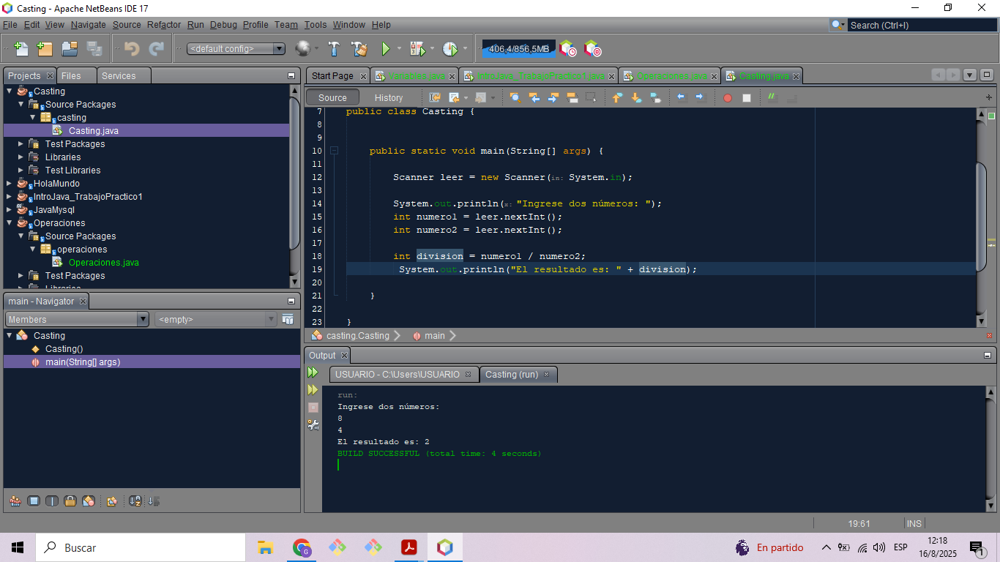 Casting - Apache NetBeans IDE 17
File Edit View Navigate Source Refactor Run Debug Profile Team Tools Window Help
Search (Ctrl+I)
<default config>
406,4/856,5MB
Projects Files Services
Start Page Variables.java IntroJava_TrabajoPractico1.java Operaciones.java Casting.java
Source History
Casting
Source Packages
casting
Casting.java
Test Packages
Libraries
Test Libraries
HolaMundo
IntroJava_TrabajoPractico1
JavaMysql
Operaciones
Source Packages
operaciones
Operaciones.java
Test Packages
Libraries
7 public class Casting {
8
9
10 public static void main(String[] args) {
11
12 Scanner leer = new Scanner(in: System.in);
13
14 System.out.println(x: "Ingrese dos números: ");
15 int numero1 = leer.nextInt();
16 int numero2 = leer.nextInt();
17
18 int division = numero1 / numero2;
19 System.out.println("El resultado es: " + division);
20
21 }
22
23 }
casting.Casting main
main - Navigator
Members <empty>
Casting
Casting()
main(String[] args)
Output
USUARIO - C:\Users\USUARIO Casting (run)
run:
Ingrese dos números:
8
4
El resultado es: 2
BUILD SUCCESSFUL (total time: 4 seconds)
19:61 INS
Buscar
En partido
ESP
12:18
16/8/2025
1